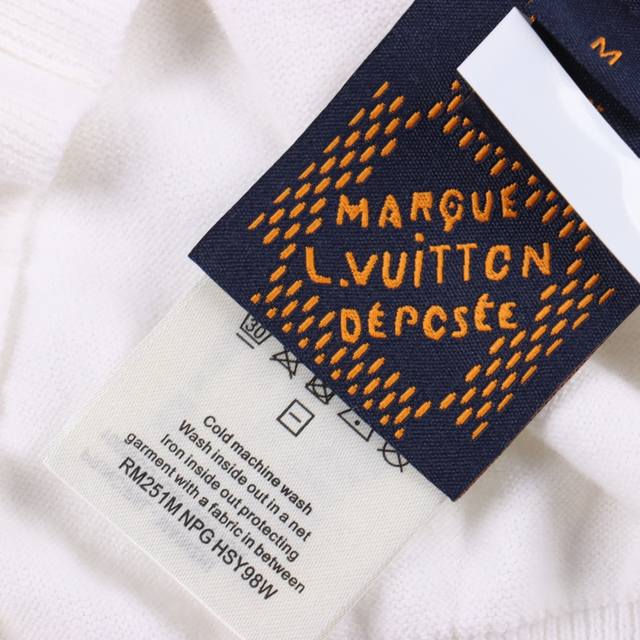 M
MARQUE
L.VUITTON
DÉPOSÉE
30
Cold machine wash
Wash inside out in a net
Iron inside out protecting
garment with a fabric in between
RM251M NPG HSY98W